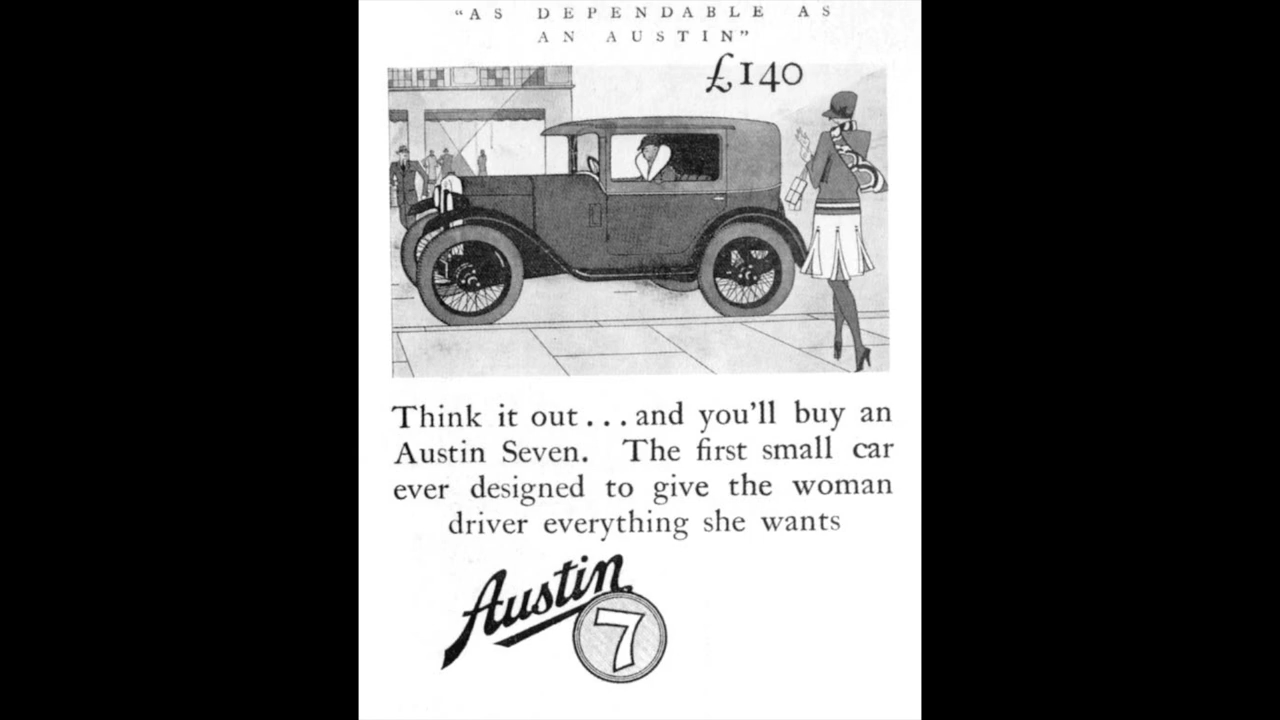 "AS DEPENDABLE AS
AN AUSTIN"
£140
Think it out... and you'll buy an
Austin Seven. The first small car
ever designed to give the woman
driver everything she wants
Austin
7